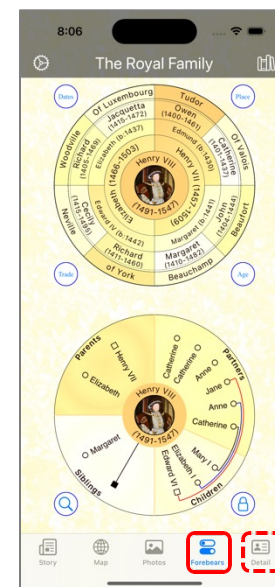 8:06
The Royal Family
Dates
Place
Of Luxembourg
Tudor
Jacquetta
(1415-1472)
Owen
(1400-1461)
Woodville
Richard
(1405-1469)
Elizabeth (b:1437)
Edmund (b:1430)
Catherine
(1401-1437)
Of Valois
Elizabeth (1466-1503)
Henry VIII
(1491-1547)
Henry VII (1457-1509)
Neville
Cecily
(1415-1495)
Edward IV (b:1442)
Margaret (b:1441)
John
(1404-1444)
Beaufort
Richard
(1411-1460)
Margaret
(1410-1482)
of York
Beauchamp
Trade
Age
Parents
Henry VII
Elizabeth
Partners
Catherine
Catherine
Anne
Jane
Anne
Catherine
Henry VIII
(1491-1547)
Siblings
Margaret
Mary I
Elizabeth I
Edward VI
Children
Story
Map
Photos
Forebears
Detail